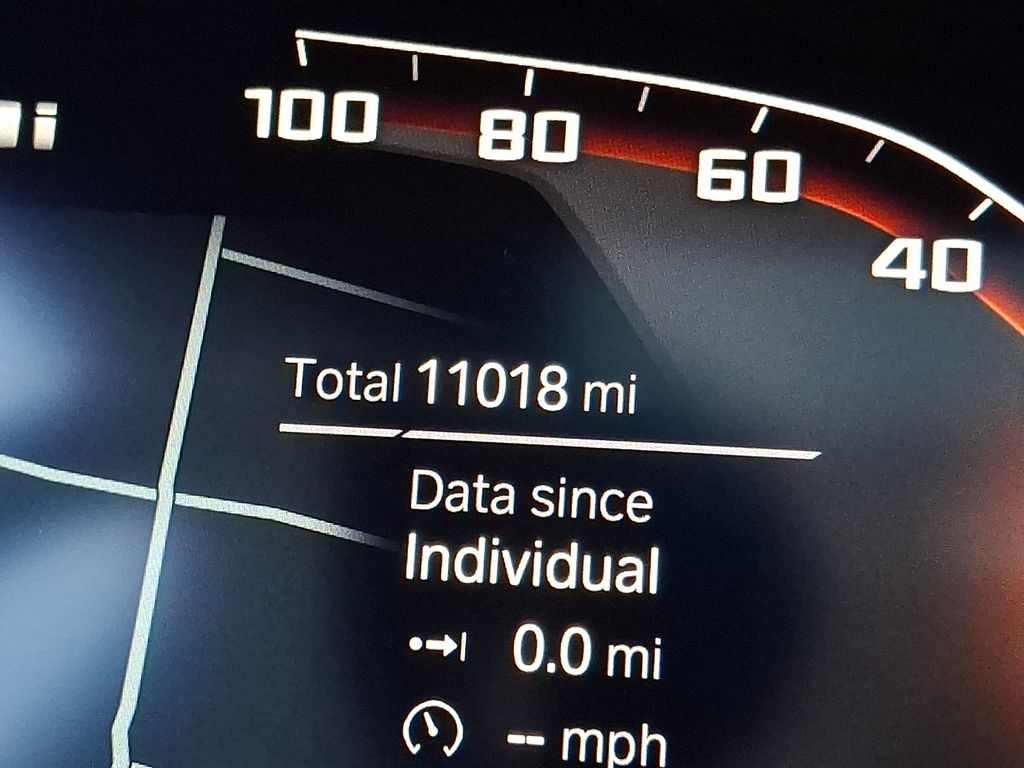 100
80
60
40
Total 11018 mi
Data since
Individual
0.0 mi
-- mph